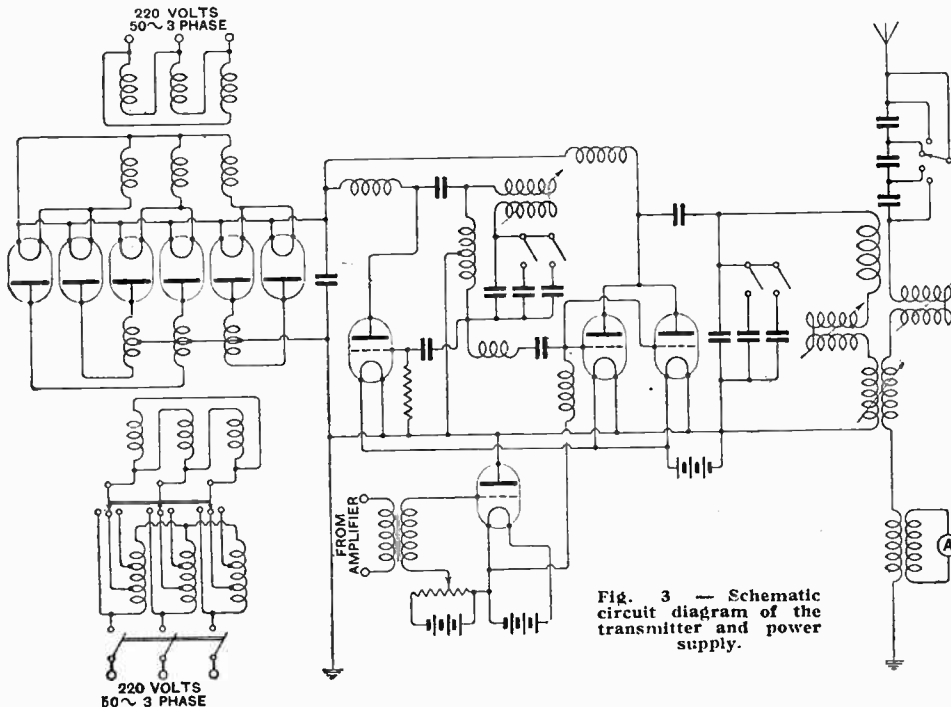 220 VOLTS
50~ 3 PHASE
FROM
AMPLIFIER
A
Fig. 3 — Schematic
circuit diagram of the
transmitter and power
supply.
220 VOLTS
50~ 3 PHASE